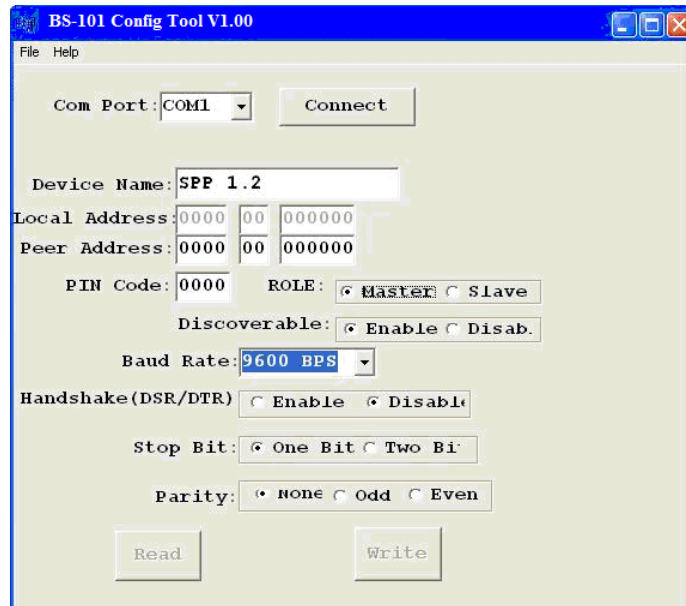 BS-101 Config Tool V1.00
File Help
Com Port: COM1 Connect
Device Name: SPP 1.2
Local Address: 0000 00 000000
Peer Address: 0000 00 000000
PIN Code: 0000 ROLE: Master Slave
Discoverable: Enable Disab.
Baud Rate: 9600 BPS
Handshake(DSR/DTR) Enable Disable
Stop Bit: One Bit Two Bi
Parity: None Odd Even
Read Write